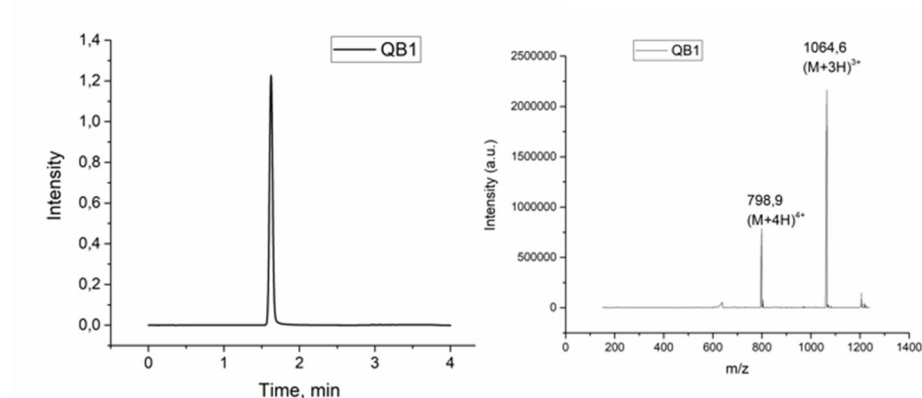 QB1
1,4
1,2
1,0
0,8
0,6
0,4
0,2
0,0
Intensity
0 1 2 3 4
Time, min
QB1
1064,6
(M+3H)3+
798,9
(M+4H)4+
2500000
2000000
1500000
1000000
500000
0
Intensity (a.u.)
0 200 400 600 800 1000 1200 1400
m/z